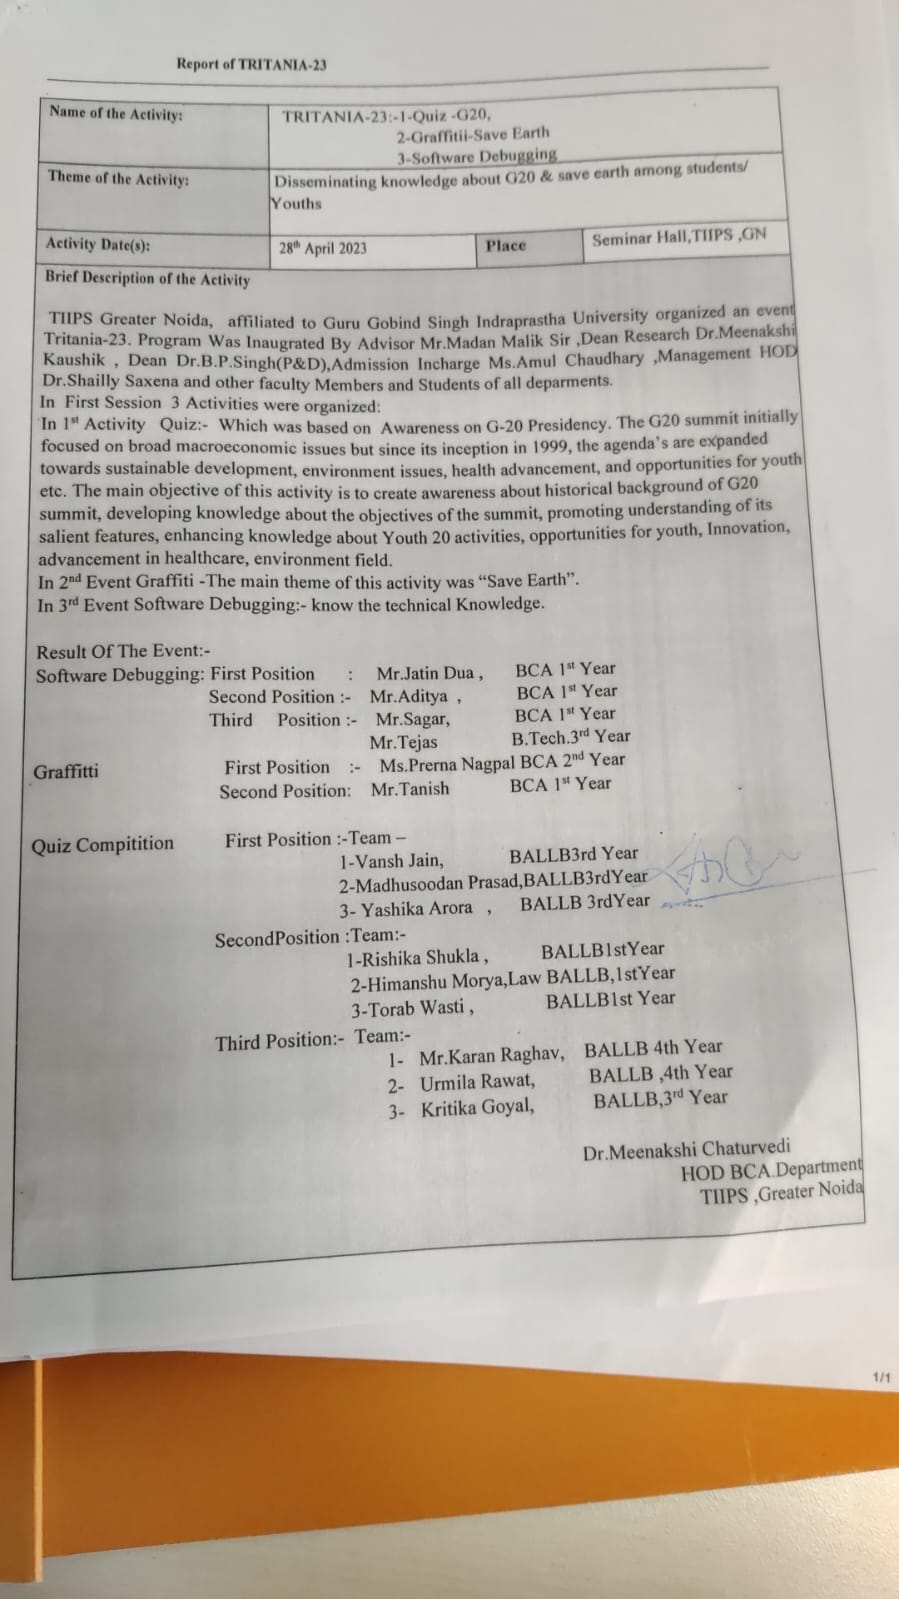 Report of TRITANIA-23
Name of the Activity:
TRITANIA-23:-1-Quiz -G20,
2-Graffitii-Save Earth
3-Software Debugging
Theme of the Activity:
Disseminating knowledge about G20 & save earth among students/
Youths
Activity Date(s):
28th April 2023
Place
Seminar Hall,TIIPS ,GN
Brief Description of the Activity
TIIPS Greater Noida, affiliated to Guru Gobind Singh Indraprastha University organized an event
Tritania-23. Program Was Inaugrated By Advisor Mr.Madan Malik Sir ,Dean Research Dr.Meenakshi
Kaushik , Dean Dr.B.P.Singh(P&D),Admission Incharge Ms.Amul Chaudhary ,Management HOD
Dr.Shailly Saxena and other faculty Members and Students of all deparments.
In First Session 3 Activities were organized:
In 1st Activity Quiz:- Which was based on Awareness on G-20 Presidency. The G20 summit initially
focused on broad macroeconomic issues but since its inception in 1999, the agenda's are expanded
towards sustainable development, environment issues, health advancement, and opportunities for youth
etc. The main objective of this activity is to create awareness about historical background of G20
summit, developing knowledge about the objectives of the summit, promoting understanding of its
salient features, enhancing knowledge about Youth 20 activities, opportunities for youth, Innovation,
advancement in healthcare, environment field.
In 2nd Event Graffiti -The main theme of this activity was “Save Earth”.
In 3rd Event Software Debugging:- know the technical Knowledge.
Result Of The Event:-
Software Debugging: First Position : Mr.Jatin Dua , BCA 1st Year
Second Position :- Mr.Aditya , BCA 1st Year
Third Position :- Mr.Sagar, BCA 1st Year
Mr.Tejas B.Tech.3rd Year
Graffitti First Position :- Ms.Prerna Nagpal BCA 2nd Year
Second Position: Mr.Tanish BCA 1st Year
Quiz Compitition First Position :-Team –
1-Vansh Jain, BALLB3rd Year
2-Madhusoodan Prasad,BALLB3rdYear
3- Yashika Arora , BALLB 3rdYear
SecondPosition :Team:-
1-Rishika Shukla , BALLB1stYear
2-Himanshu Morya,Law BALLB,1stYear
3-Torab Wasti , BALLB1st Year
Third Position:- Team:-
1- Mr.Karan Raghav, BALLB 4th Year
2- Urmila Rawat, BALLB ,4th Year
3- Kritika Goyal, BALLB,3rd Year
Dr.Meenakshi Chaturvedi
HOD BCA.Department
TIIPS ,Greater Noida
1/1